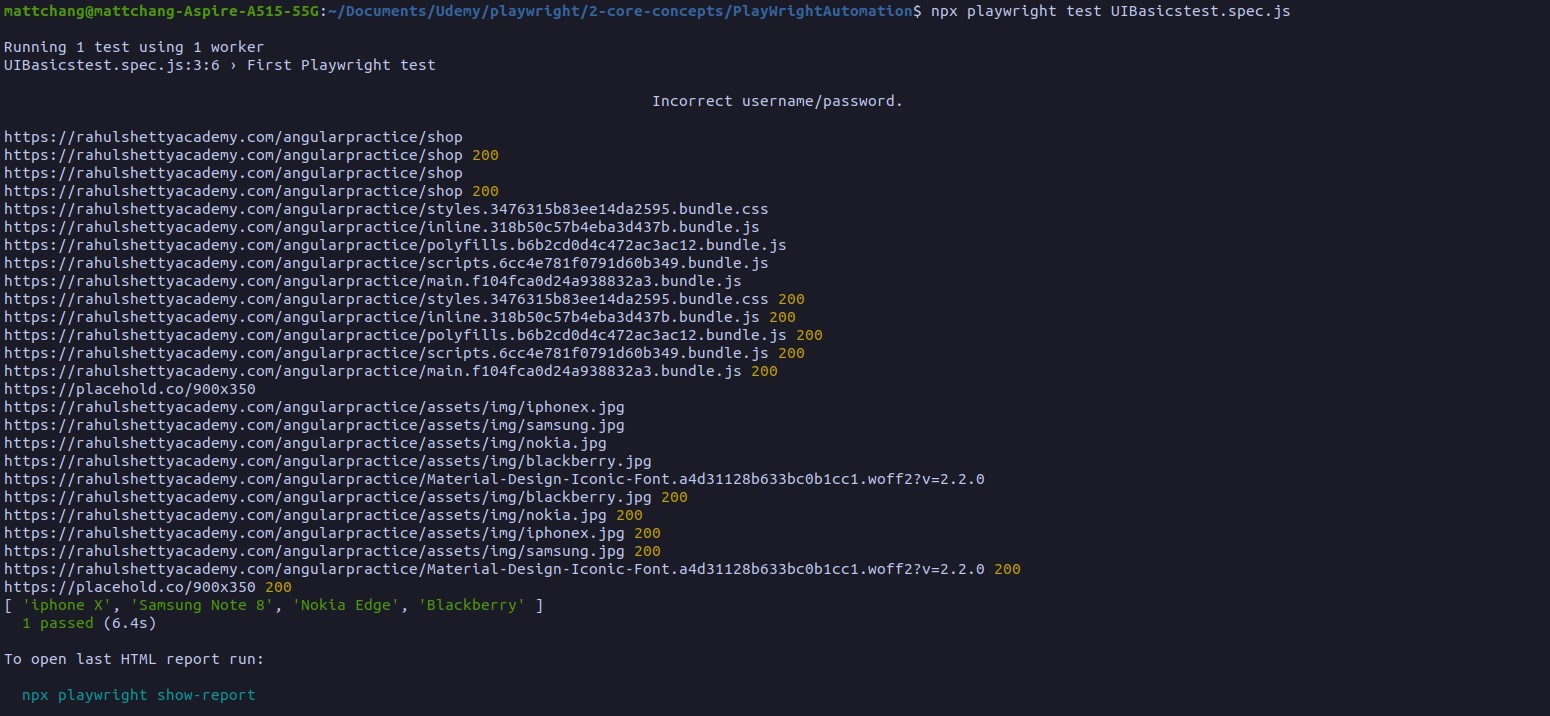 mattchang@mattchang-Aspire-A515-55G:~/Documents/Udemy/playwright/2-core-concepts/PlayWrightAutomation$ npx playwright test UIBasicstest.spec.js
Running 1 test using 1 worker
UIBasicstest.spec.js:3:6 › First Playwright test
Incorrect username/password.
https://rahulshettyacademy.com/angularpractice/shop
https://rahulshettyacademy.com/angularpractice/shop 200
https://rahulshettyacademy.com/angularpractice/shop
https://rahulshettyacademy.com/angularpractice/shop 200
https://rahulshettyacademy.com/angularpractice/styles.3476315b83ee14da2595.bundle.css
https://rahulshettyacademy.com/angularpractice/inline.318b50c57b4eba3d437b.bundle.js
https://rahulshettyacademy.com/angularpractice/polyfills.b6b2cd0d4c472ac3ac12.bundle.js
https://rahulshettyacademy.com/angularpractice/scripts.6cc4e781f0791d60b349.bundle.js
https://rahulshettyacademy.com/angularpractice/main.f104fca0d24a938832a3.bundle.js
https://rahulshettyacademy.com/angularpractice/styles.3476315b83ee14da2595.bundle.css 200
https://rahulshettyacademy.com/angularpractice/inline.318b50c57b4eba3d437b.bundle.js 200
https://rahulshettyacademy.com/angularpractice/polyfills.b6b2cd0d4c472ac3ac12.bundle.js 200
https://rahulshettyacademy.com/angularpractice/scripts.6cc4e781f0791d60b349.bundle.js 200
https://rahulshettyacademy.com/angularpractice/main.f104fca0d24a938832a3.bundle.js 200
https://placehold.co/900x350
https://rahulshettyacademy.com/angularpractice/assets/img/iphonex.jpg
https://rahulshettyacademy.com/angularpractice/assets/img/samsung.jpg
https://rahulshettyacademy.com/angularpractice/assets/img/nokia.jpg
https://rahulshettyacademy.com/angularpractice/assets/img/blackberry.jpg
https://rahulshettyacademy.com/angularpractice/Material-Design-Iconic-Font.a4d31128b633bc0b1cc1.woff2?v=2.2.0
https://rahulshettyacademy.com/angularpractice/assets/img/blackberry.jpg 200
https://rahulshettyacademy.com/angularpractice/assets/img/nokia.jpg 200
https://rahulshettyacademy.com/angularpractice/assets/img/iphonex.jpg 200
https://rahulshettyacademy.com/angularpractice/assets/img/samsung.jpg 200
https://rahulshettyacademy.com/angularpractice/Material-Design-Iconic-Font.a4d31128b633bc0b1cc1.woff2?v=2.2.0 200
https://placehold.co/900x350 200
[ 'iphone X', 'Samsung Note 8', 'Nokia Edge', 'Blackberry' ]
1 passed (6.4s)
To open last HTML report run:
npx playwright show-report